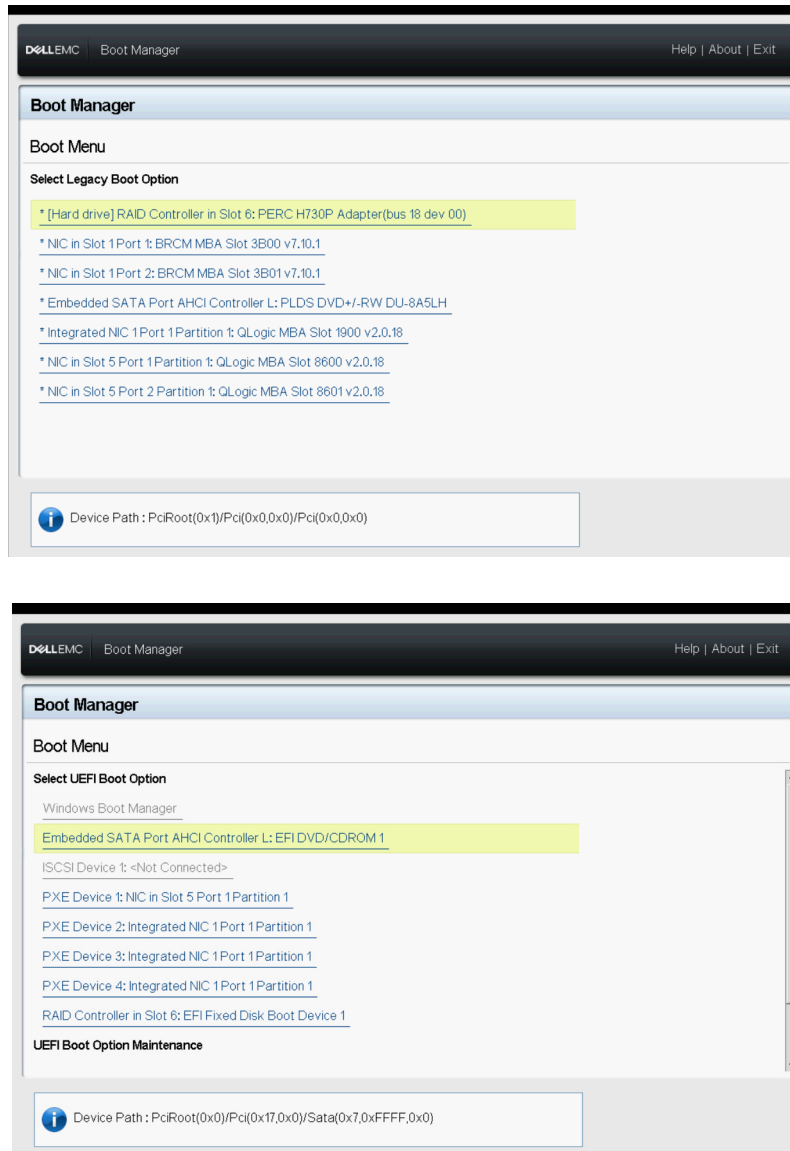 DELLEMC Boot Manager Help | About | Exit
Boot Manager
Boot Menu
Select Legacy Boot Option
* [Hard drive] RAID Controller in Slot 6: PERC H730P Adapter(bus 18 dev 00)
* NIC in Slot 1 Port 1: BRCM MBA Slot 3B00 v7.10.1
* NIC in Slot 1 Port 2: BRCM MBA Slot 3B01 v7.10.1
* Embedded SATA Port AHCI Controller L: PLDS DVD+/-RW DU-8A5LH
* Integrated NIC 1 Port 1 Partition 1: QLogic MBA Slot 1900 v2.0.18
* NIC in Slot 5 Port 1 Partition 1: QLogic MBA Slot 8600 v2.0.18
* NIC in Slot 5 Port 2 Partition 1: QLogic MBA Slot 8601 v2.0.18
Device Path : PciRoot(0x1)/Pci(0x0,0x0)/Pci(0x0,0x0)
DELLEMC Boot Manager Help | About | Exit
Boot Manager
Boot Menu
Select UEFI Boot Option
Windows Boot Manager
Embedded SATA Port AHCI Controller L: EFI DVD/CDROM 1
ISCSI Device 1: <Not Connected>
PXE Device 1: NIC in Slot 5 Port 1 Partition 1
PXE Device 2: Integrated NIC 1 Port 1 Partition 1
PXE Device 3: Integrated NIC 1 Port 1 Partition 1
PXE Device 4: Integrated NIC 1 Port 1 Partition 1
RAID Controller in Slot 6: EFI Fixed Disk Boot Device 1
UEFI Boot Option Maintenance
Device Path : PciRoot(0x0)/Pci(0x17,0x0)/Sata(0x7,0xFFFF,0x0)